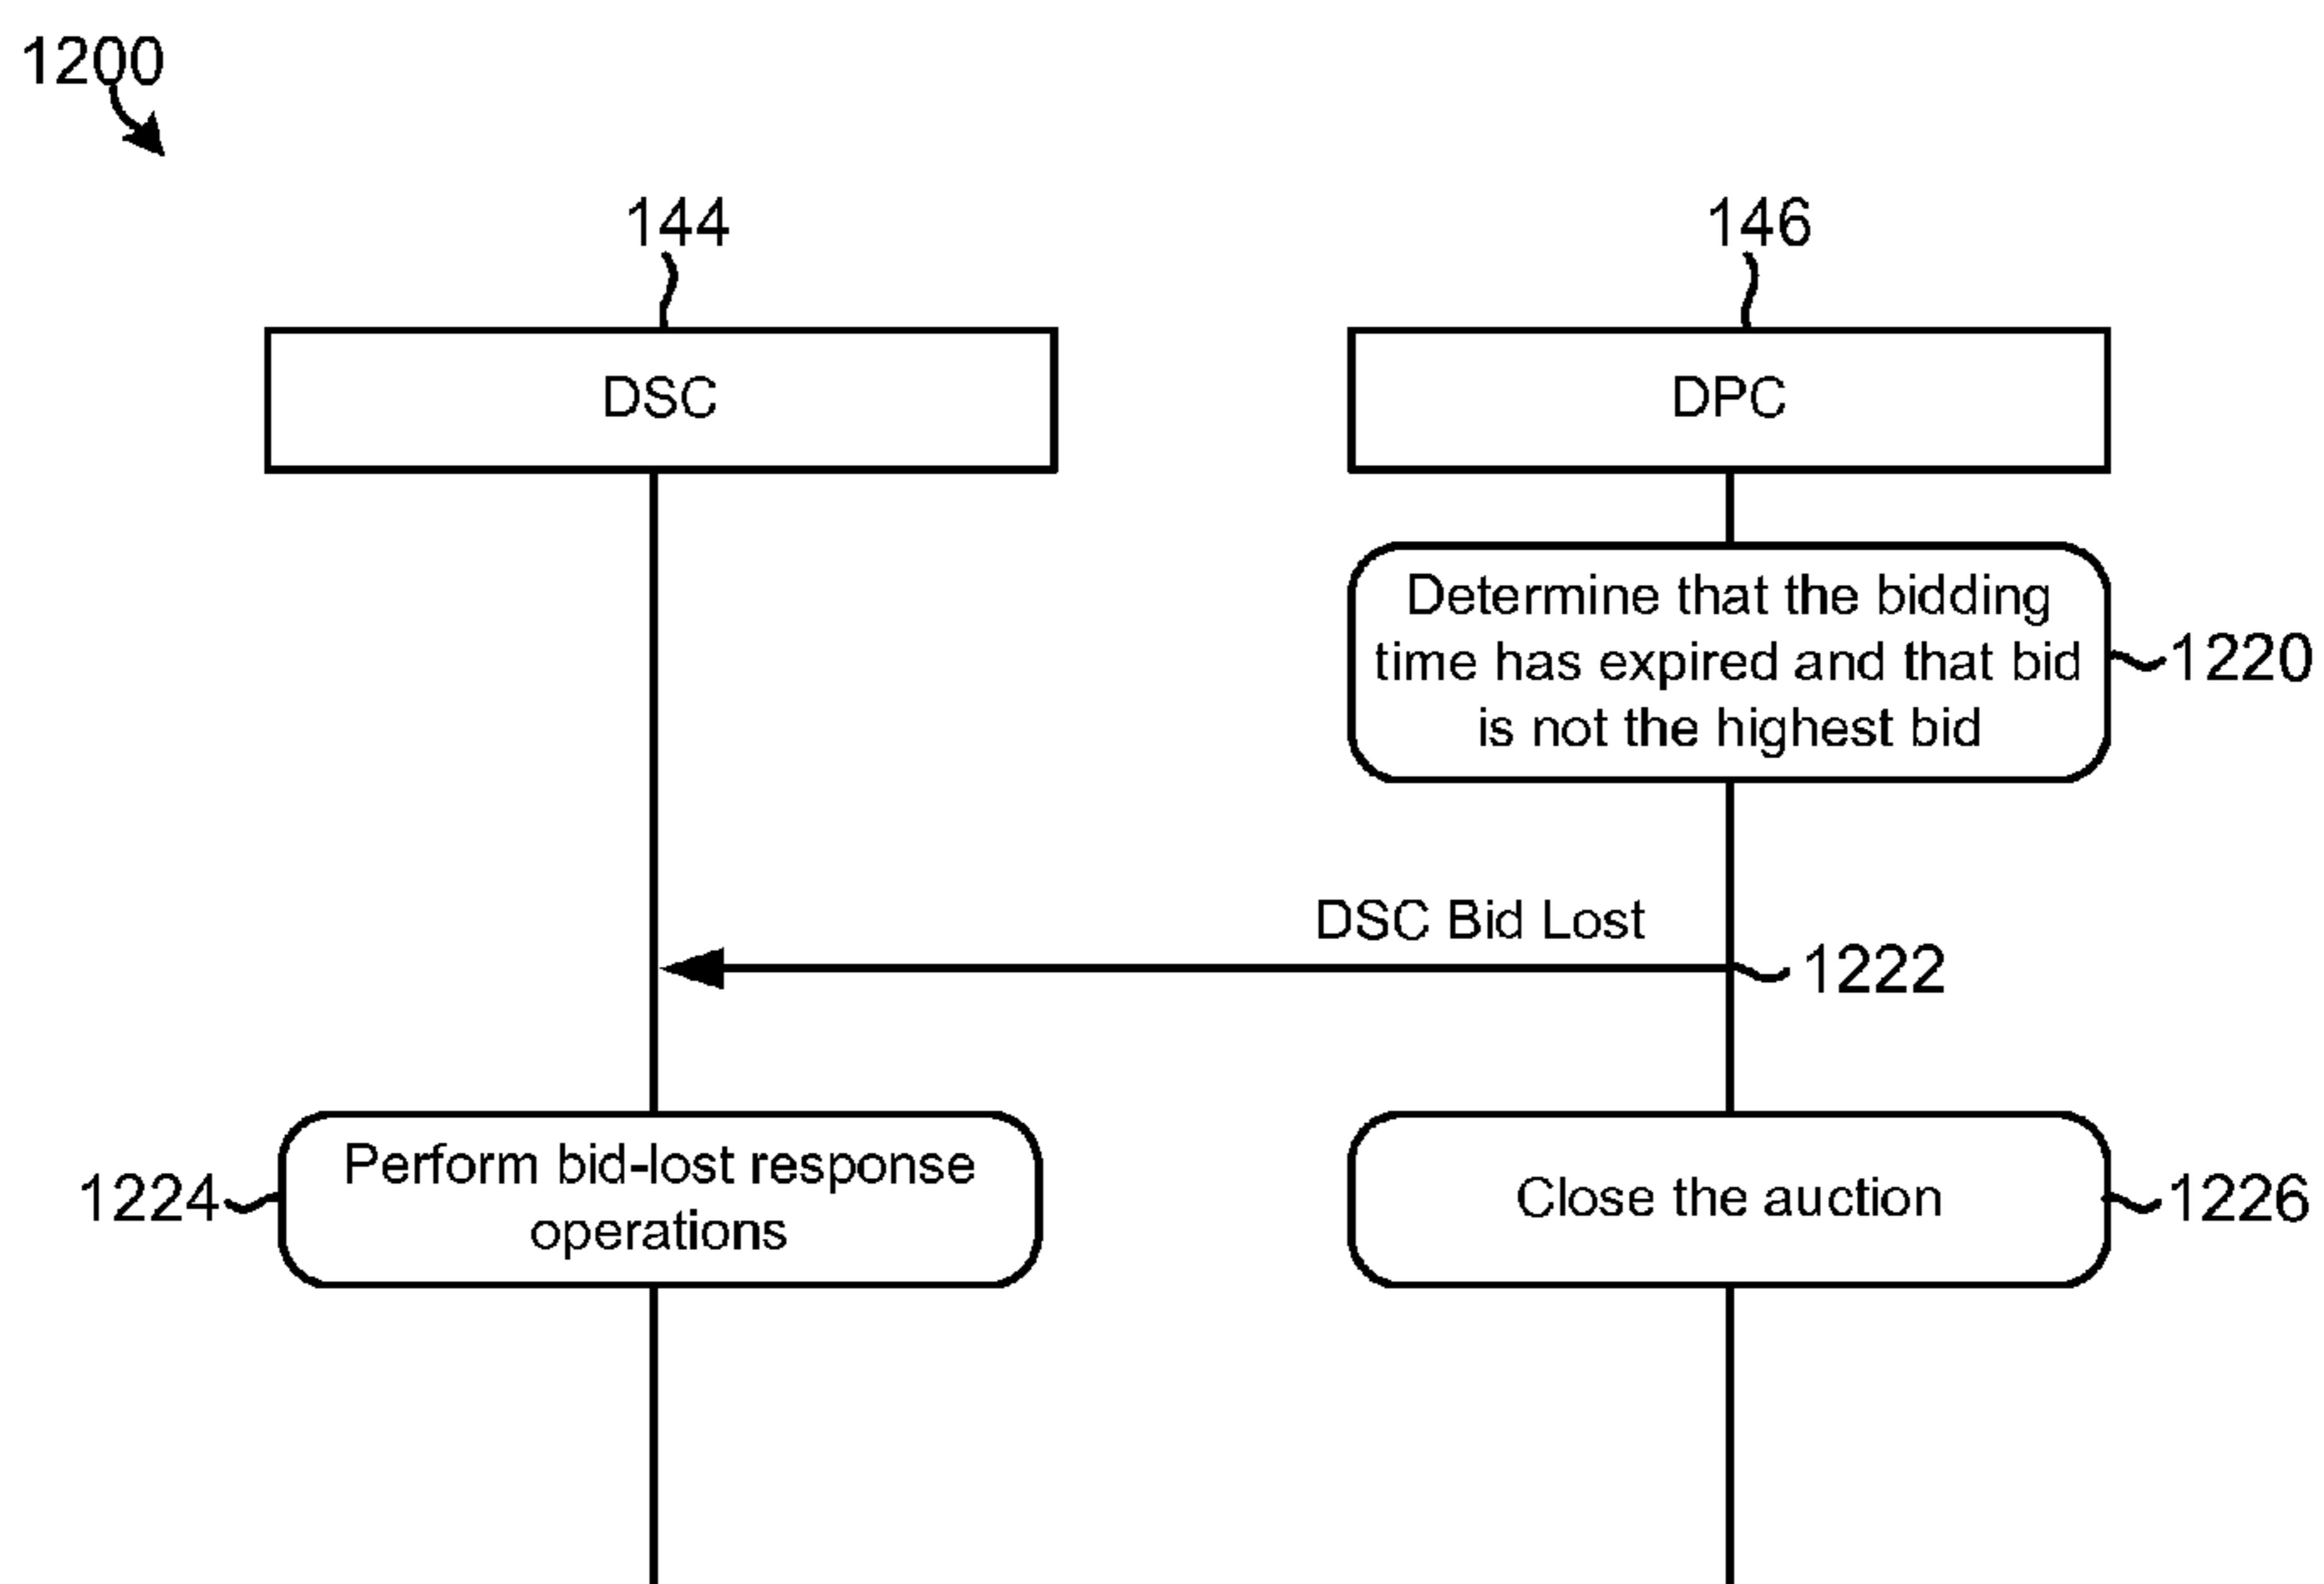 1200
144
146
DSC
DPC
Determine that the bidding
time has expired and that bid
is not the highest bid
1220
DSC Bid Lost
1222
1224
Perform bid-lost response
operations
Close the auction
1226